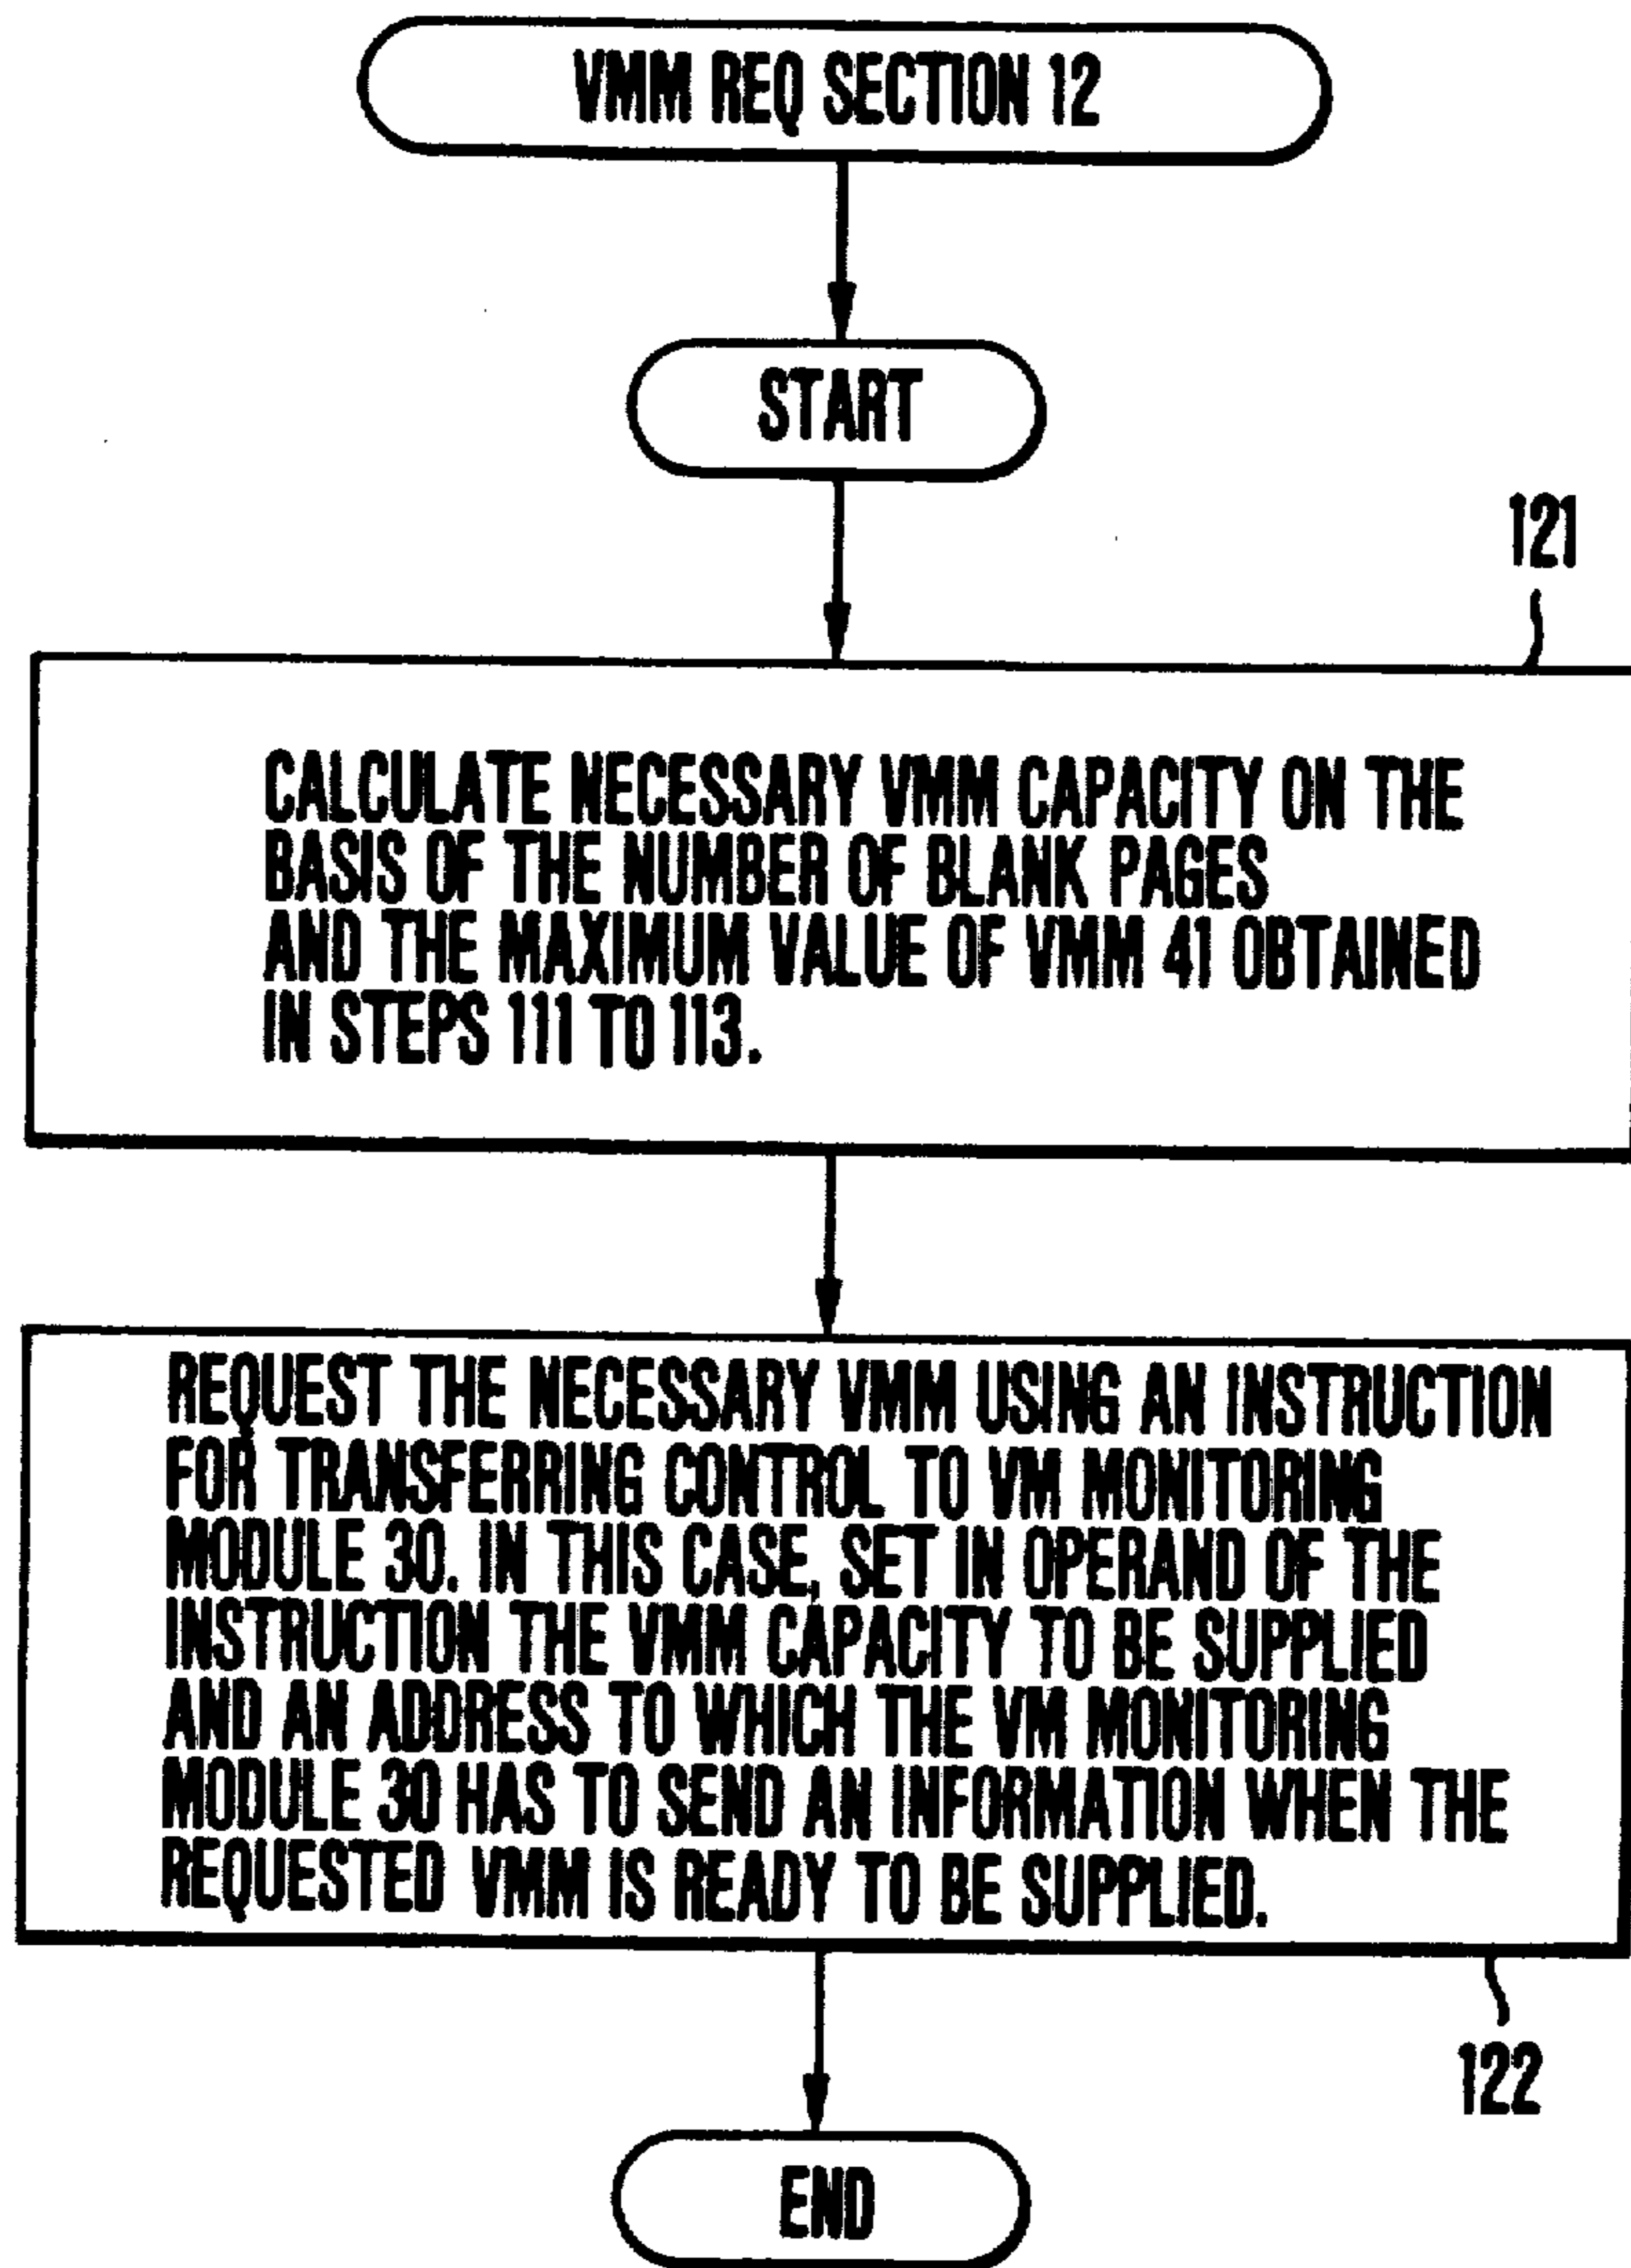 VMM REQ SECTION 12
START
121
CALCULATE NECESSARY VMM CAPACITY ON THE
BASIS OF THE NUMBER OF BLANK PAGES
AND THE MAXIMUM VALUE OF VMM 41 OBTAINED
IN STEPS 111 TO 113.
REQUEST THE NECESSARY VMM USING AN INSTRUCTION
FOR TRANSFERRING CONTROL TO VM MONITORING
MODULE 30. IN THIS CASE, SET IN OPERAND OF THE
INSTRUCTION THE VMM CAPACITY TO BE SUPPLIED
AND AN ADDRESS TO WHICH THE VM MONITORING
MODULE 30 HAS TO SEND AN INFORMATION WHEN THE
REQUESTED VMM IS READY TO BE SUPPLIED.
122
END